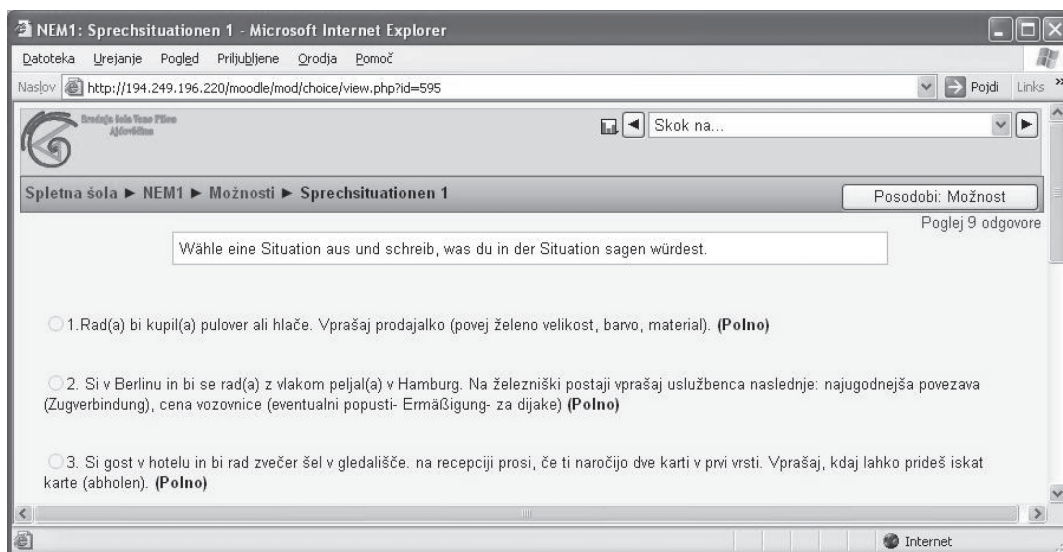 NEM1: Sprechsituationen 1 - Microsoft Internet Explorer
Datoteka Urejanje Pogled Priljubljene Orodja Pomoč
Naslov http://194.249.196.220/moodle/mod/choice/view.php?id=595 Pojdi Links »
Srednja šola Veno Pilon
Ajdovščina
Skok na...
Spletna šola ► NEM1 ► Možnosti ► Sprechsituationen 1
Posodobi: Možnost
Poglej 9 odgovore
Wähle eine Situation aus und schreib, was du in der Situation sagen würdest.
1.Rad(a) bi kupil(a) pulover ali hlače. Vprašaj prodajalko (povej želeno velikost, barvo, material). (Polno)
2. Si v Berlinu in bi se rad(a) z vlakom peljal(a) v Hamburg. Na železniški postaji vprašaj uslužbenca naslednje: najugodnejša povezava
(Zugverbindung), cena vozovnice (eventualni popusti- Ermäßigung- za dijake) (Polno)
3. Si gost v hotelu in bi rad zvečer šel v gledališče. na recepciji prosi, če ti naročijo dve karti v prvi vrsti. Vprašaj, kdaj lahko prideš iskat
karte (abholen). (Polno)
Internet